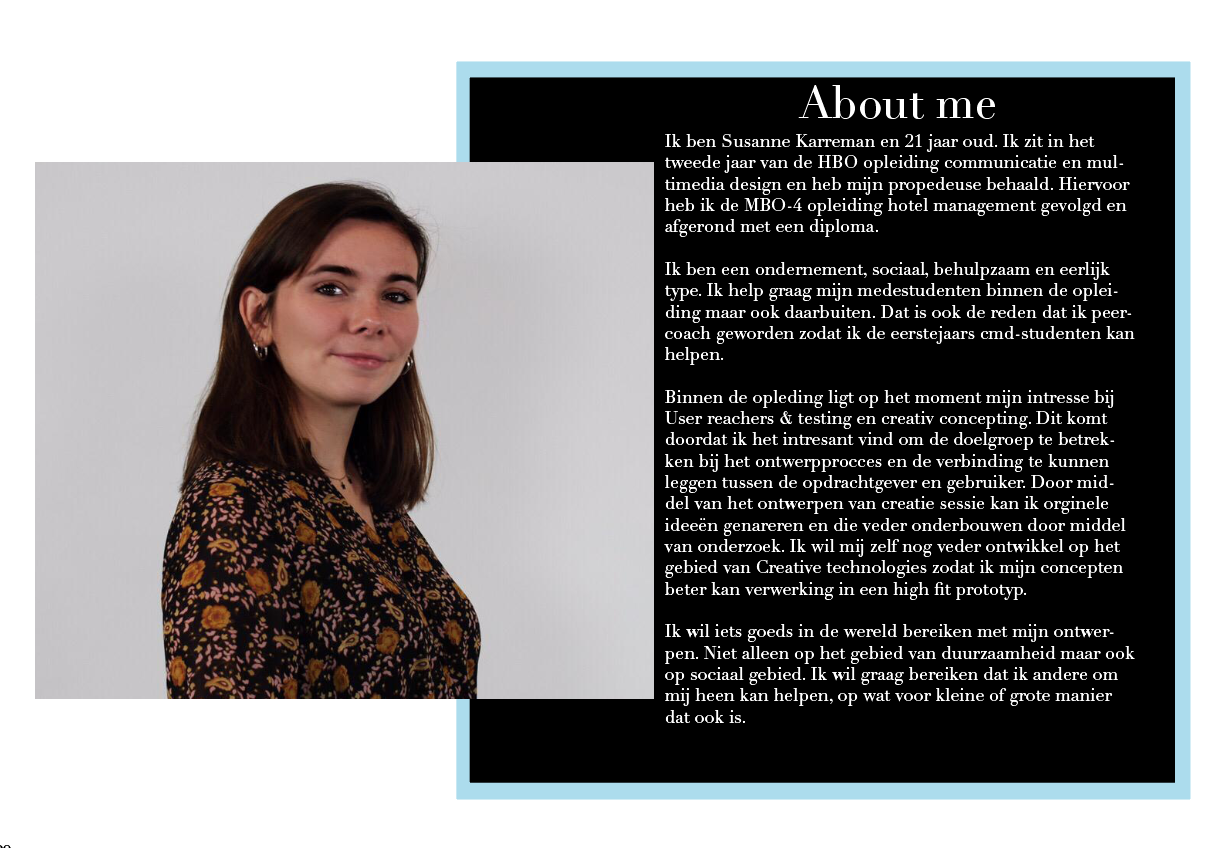 About me
Ik ben Susanne Karreman en 21 jaar oud. Ik zit in het
tweede jaar van de HBO opleiding communicatie en mul-
timedia design en heb mijn propedeuse behaald. Hiervoor
heb ik de MBO-4 opleiding hotel management gevolgd en
afgerond met een diploma.
Ik ben een ondernement, sociaal, behulpzaam en eerlijk
type. Ik help graag mijn medestudenten binnen de oplei-
ding maar ook daarbuiten. Dat is ook de reden dat ik peer-
coach geworden zodat ik de eerstejaars cmd-studenten kan
helpen.
Binnen de opleding ligt op het moment mijn intresse bij
User reachers & testing en creativ concepting. Dit komt
doordat ik het intresant vind om de doelgroep te betrek-
ken bij het ontwerpprocces en de verbinding te kunnen
leggen tussen de opdrachtgever en gebruiker. Door mid-
del van het ontwerpen van creatie sessie kan ik orginele
ideeën genareren en die veder onderbouwen door middel
van onderzoek. Ik wil mij zelf nog veder ontwikkel op het
gebied van Creative technologies zodat ik mijn concepten
beter kan verwerking in een high fit prototyp.
Ik wil iets goeds in de wereld bereiken met mijn ontwer-
pen. Niet alleen op het gebied van duurzaamheid maar ook
op sociaal gebied. Ik wil graag bereiken dat ik andere om
mij heen kan helpen, op wat voor kleine of grote manier
dat ook is.